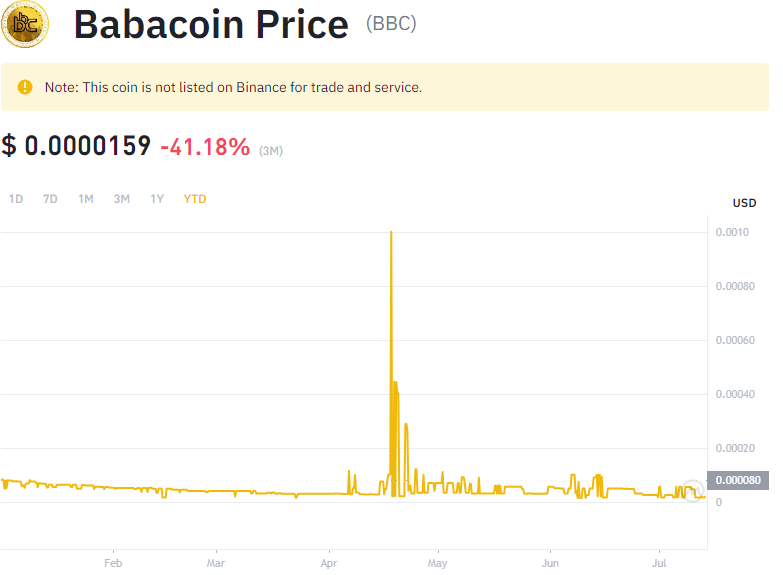 bbc
Babacoin Price (BBC)
Note: This coin is not listed on Binance for trade and service.
$ 0.0000159 -41.18% (3M)
1D 7D 1M 3M 1Y YTD
USD
0.0010
0.00080
0.00060
0.00040
0.00020
0.000080
0
Feb Mar Apr May Jun Jul